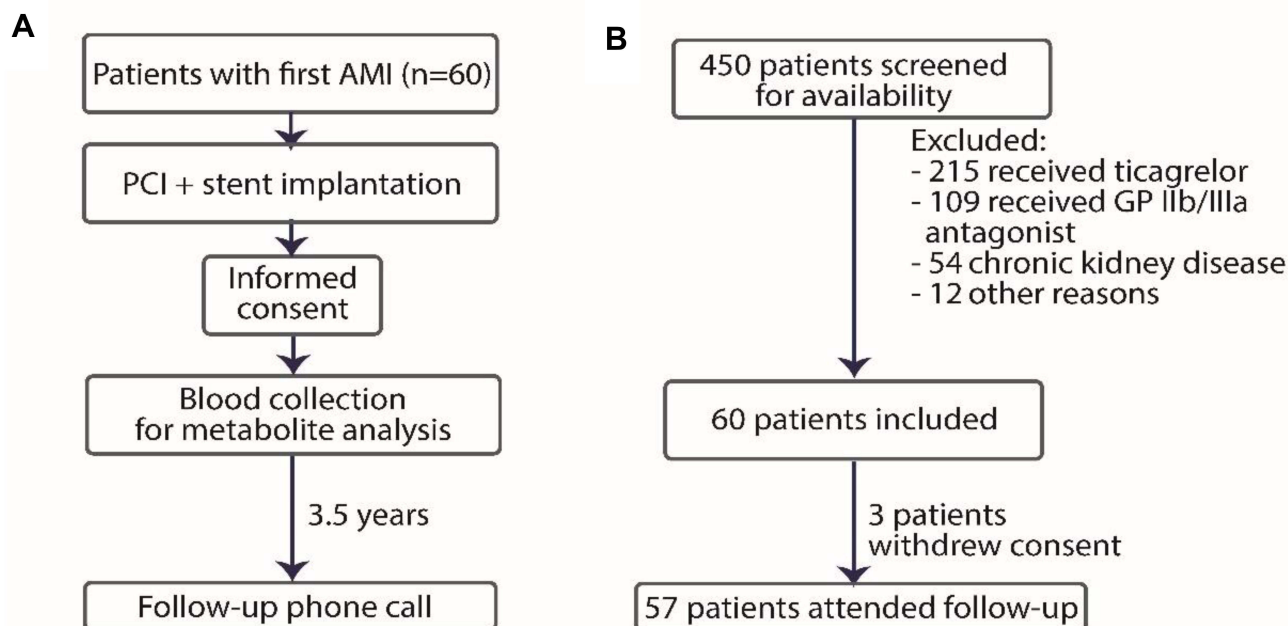 A
Patients with first AMI (n=60)
PCI + stent implantation
Informed
consent
Blood collection
for metabolite analysis
3.5 years
Follow-up phone call
B
450 patients screened
for availability
Excluded:
- 215 received ticagrelor
- 109 received GP IIb/IIIa
antagonist
- 54 chronic kidney disease
- 12 other reasons
60 patients included
3 patients
withdrew consent
57 patients attended follow-up